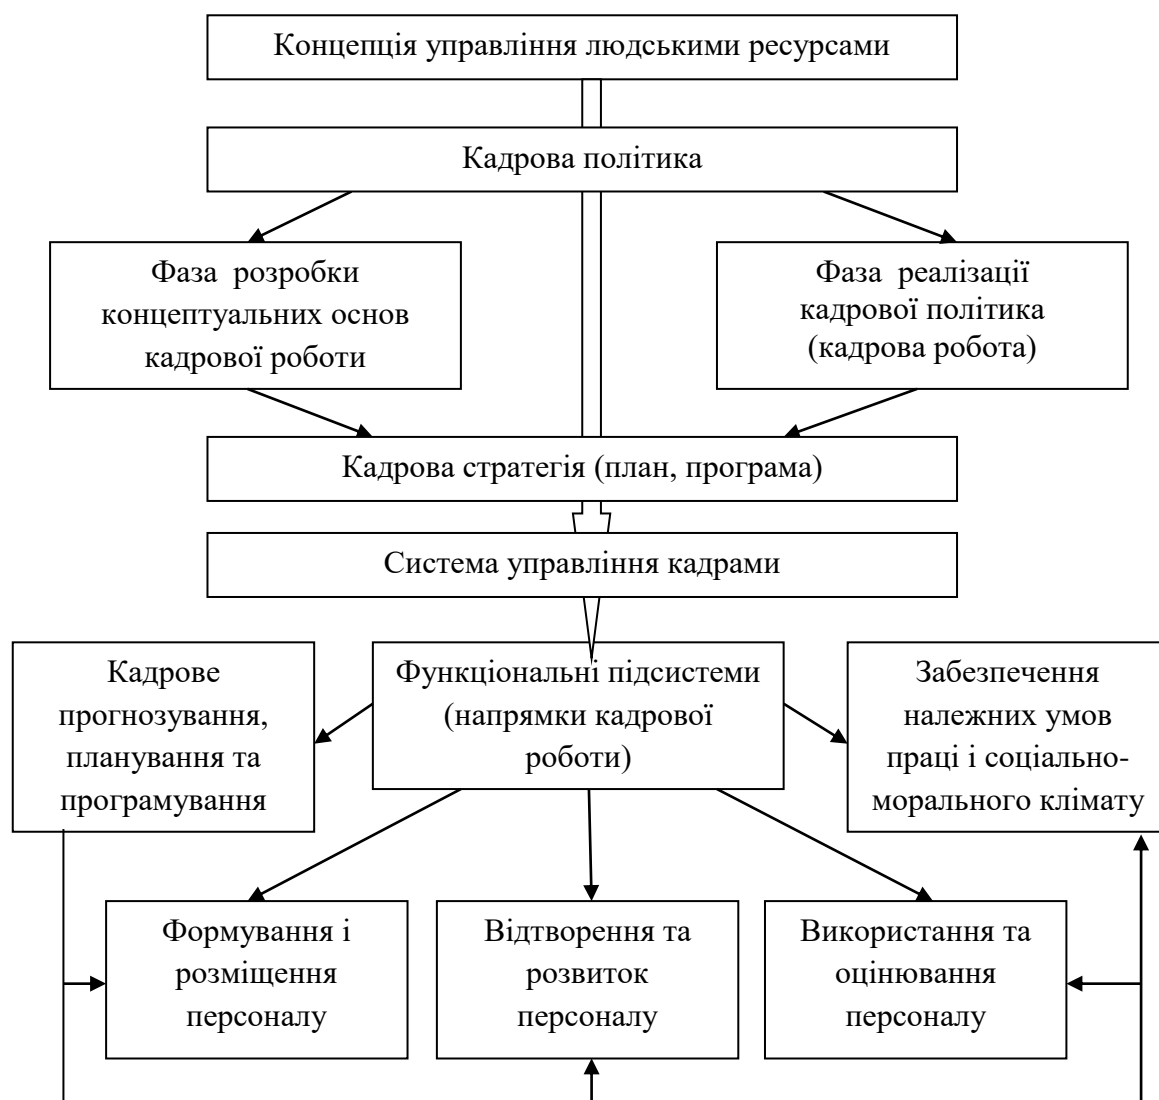 Концепція управління людськими ресурсами
Кадрова політика
Фаза розробки
концептуальних основ
кадрової роботи
Фаза реалізації
кадрової політика
(кадрова робота)
Кадрова стратегія (план, програма)
Система управління кадрами
Кадрове
прогнозування,
планування та
програмування
Функціональні підсистеми
(напрямки кадрової
роботи)
Забезпечення
належних умов
праці і соціально-
морального клімату
Формування і
розміщення
персоналу
Відтворення та
розвиток
персоналу
Використання та
оцінювання
персоналу